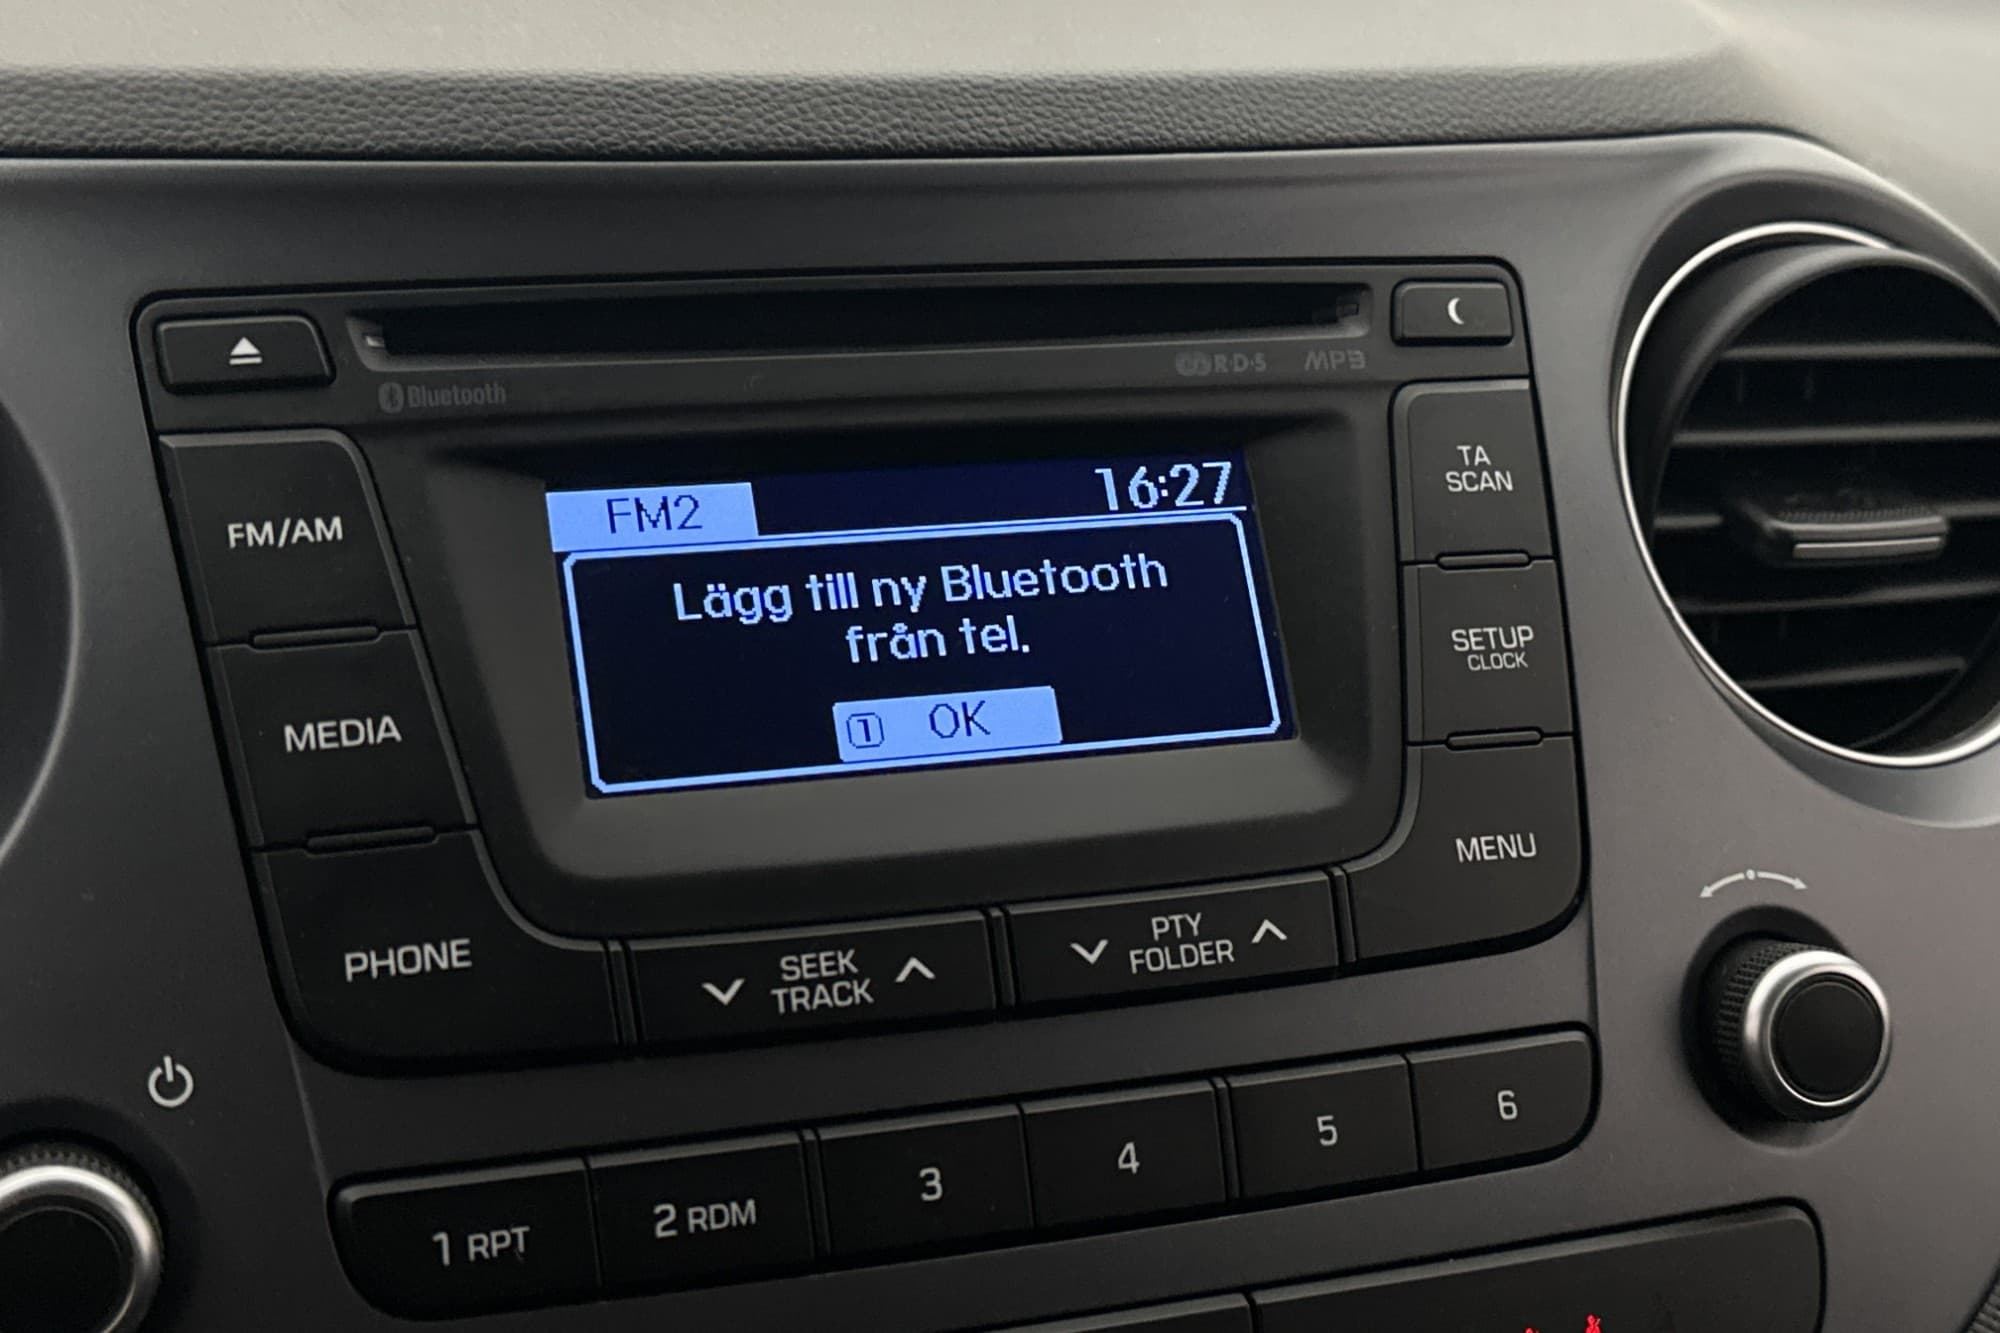 Bluetooth
R·D·S MP3
FM/AM
MEDIA
PHONE
FM2 16:27
Lägg till ny Bluetooth
från tel.
1 OK
TA
SCAN
SETUP
CLOCK
MENU
SEEK
TRACK
PTY
FOLDER
1 RPT
2 RDM
3
4
5
6